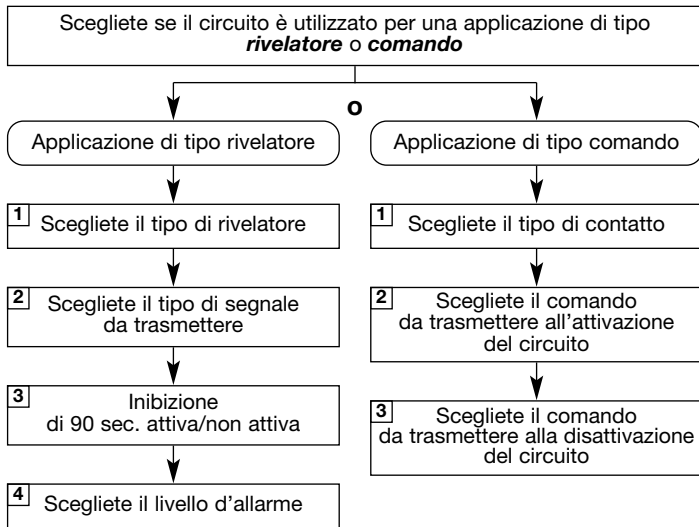 Scegliete se il circuito è utilizzato per una applicazione di tipo
rivelatore o comando
o
Applicazione di tipo rivelatore
1
Scegliete il tipo di rivelatore
2
Scegliete il tipo di segnale
da trasmettere
3
Inibizione
di 90 sec. attiva/non attiva
4
Scegliete il livello d'allarme
Applicazione di tipo comando
1
Scegliete il tipo di contatto
2
Scegliete il comando
da trasmettere all'attivazione
del circuito
3
Scegliete il comando
da trasmettere alla disattivazione
del circuito